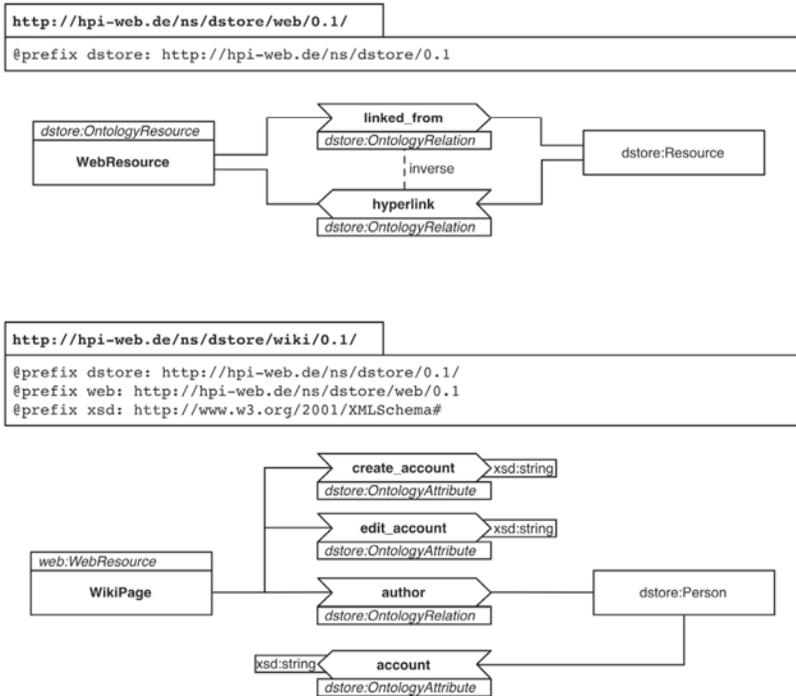 http://hpi-web.de/ns/dstore/web/0.1/
@prefix dstore: http://hpi-web.de/ns/dstore/0.1
linked_from
dstore:OntologyRelation
dstore:OntologyResource
WebResource
dstore:Resource
inverse
hyperlink
dstore:OntologyRelation
http://hpi-web.de/ns/dstore/wiki/0.1/
@prefix dstore: http://hpi-web.de/ns/dstore/0.1/
@prefix web: http://hpi-web.de/ns/dstore/web/0.1
@prefix xsd: http://www.w3.org/2001/XMLSchema#
create_account
xsd:string
dstore:OntologyAttribute
edit_account
xsd:string
dstore:OntologyAttribute
web:WebResource
WikiPage
author
dstore:OntologyRelation
dstore:Person
xsd:string
account
dstore:OntologyAttribute